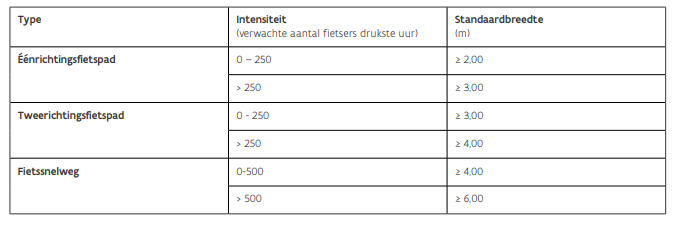 Type Intensiteit Standaardbreedte
(verwachte aantal fietsers drukste uur) (m)
Éénrichtingsfietspad 0 – 250 ≥ 2,00
> 250 ≥ 3,00
Tweerichtingsfietspad 0 - 250 ≥ 3,00
> 250 ≥ 4,00
Fietssnelweg 0-500 ≥ 4,00
> 500 ≥ 6,00